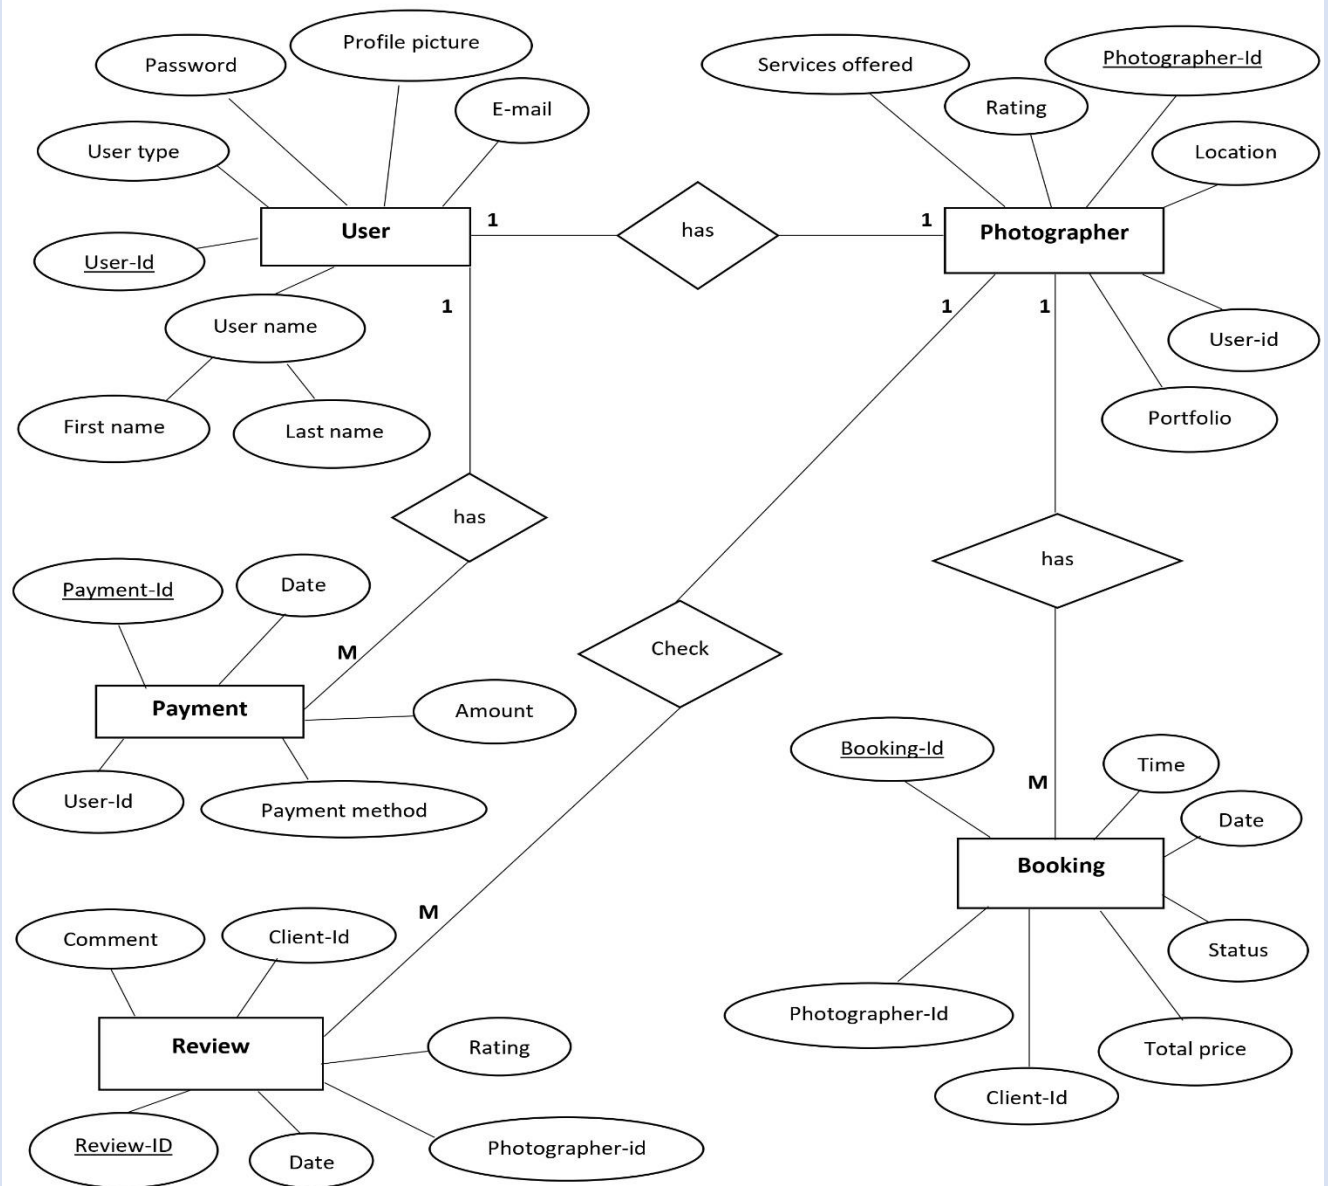 Profile picture
Password
E-mail
User type
User
User-Id
User name
First name
Last name
1
has
1
Services offered
Photographer-Id
Rating
Location
Photographer
User-id
Portfolio
1
has
M
1
Check
M
1
has
M
Payment-Id
Date
Payment
Amount
User-Id
Payment method
Booking-Id
Time
Date
Booking
Status
Photographer-Id
Total price
Client-Id
Comment
Client-Id
Review
Rating
Review-ID
Date
Photographer-id